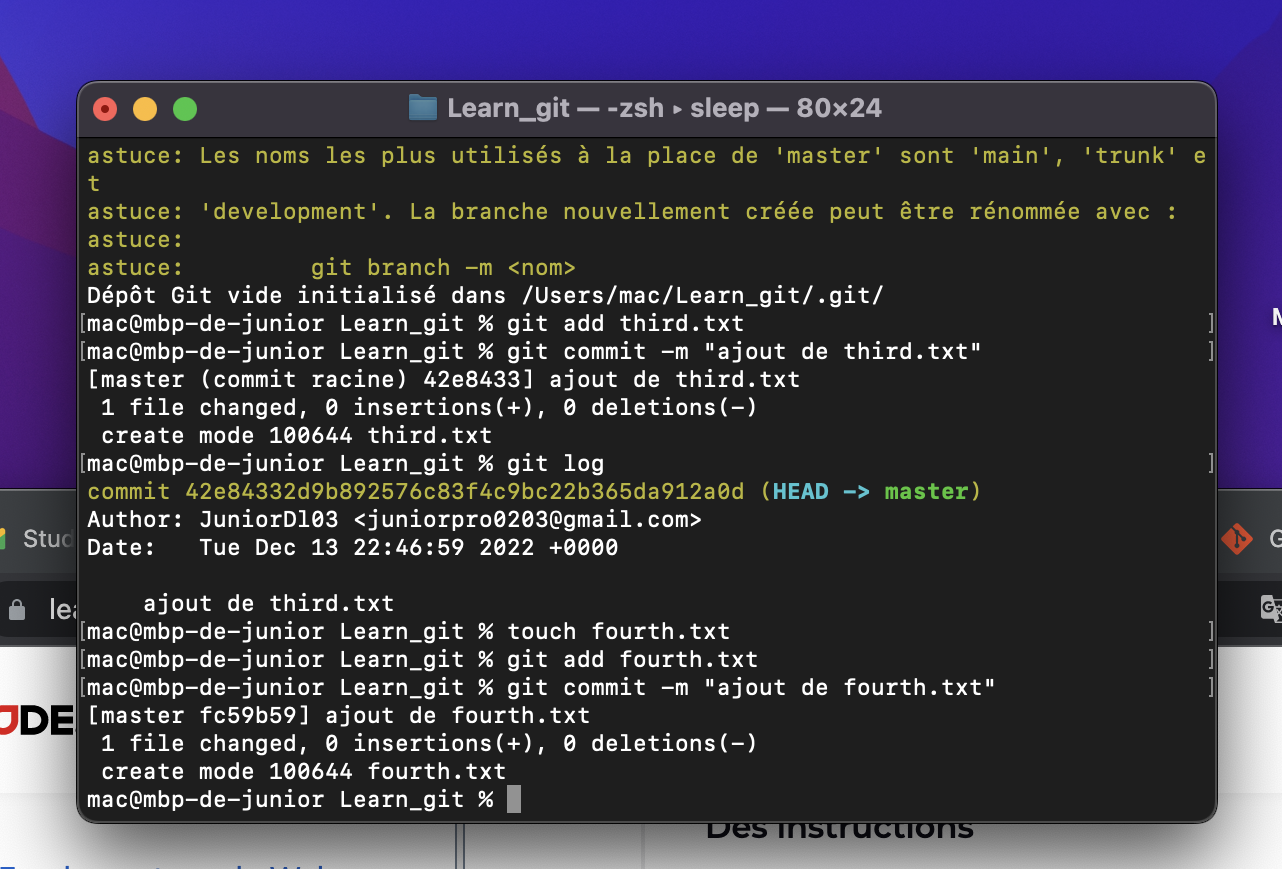 Learn_git — -zsh ▸ sleep — 80×24
astuce: Les noms les plus utilisés à la place de 'master' sont 'main', 'trunk' e
t
astuce: 'development'. La branche nouvellement créée peut être rénommée avec :
astuce:
astuce:         git branch -m <nom>
Dépôt Git vide initialisé dans /Users/mac/Learn_git/.git/
[mac@mbp-de-junior Learn_git % git add third.txt ]
[mac@mbp-de-junior Learn_git % git commit -m "ajout de third.txt" ]
[master (commit racine) 42e8433] ajout de third.txt
 1 file changed, 0 insertions(+), 0 deletions(-)
 create mode 100644 third.txt
[mac@mbp-de-junior Learn_git % git log ]
commit 42e84332d9b892576c83f4c9bc22b365da912a0d (HEAD -> master)
Author: JuniorDl03 <juniorpro0203@gmail.com>
Date:   Tue Dec 13 22:46:59 2022 +0000
    ajout de third.txt
[mac@mbp-de-junior Learn_git % touch fourth.txt ]
[mac@mbp-de-junior Learn_git % git add fourth.txt ]
[mac@mbp-de-junior Learn_git % git commit -m "ajout de fourth.txt" ]
[master fc59b59] ajout de fourth.txt
 1 file changed, 0 insertions(+), 0 deletions(-)
 create mode 100644 fourth.txt
mac@mbp-de-junior Learn_git %
Stud
lea
Des instructions